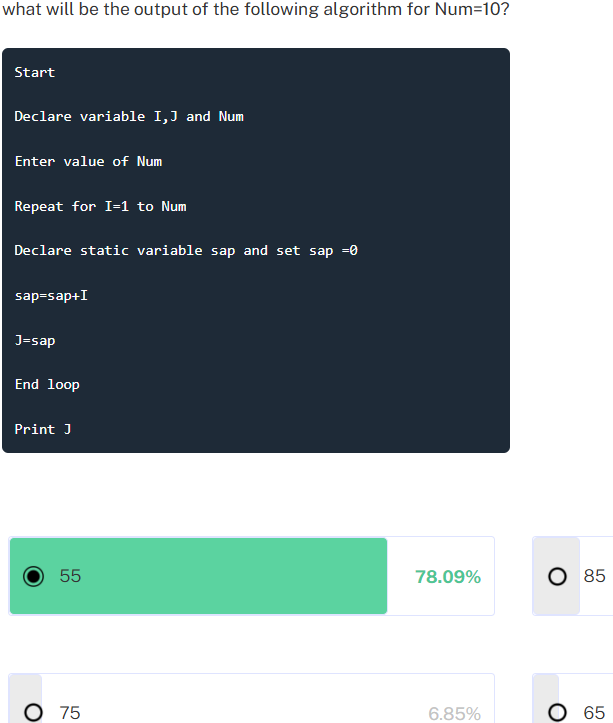 what will be the output of the following algorithm for Num=10?
Start
Declare variable I,J and Num
Enter value of Num
Repeat for I=1 to Num
Declare static variable sap and set sap =0
sap=sap+I
J=sap
End loop
Print J
55 78.09% 85
75 6.85% 65